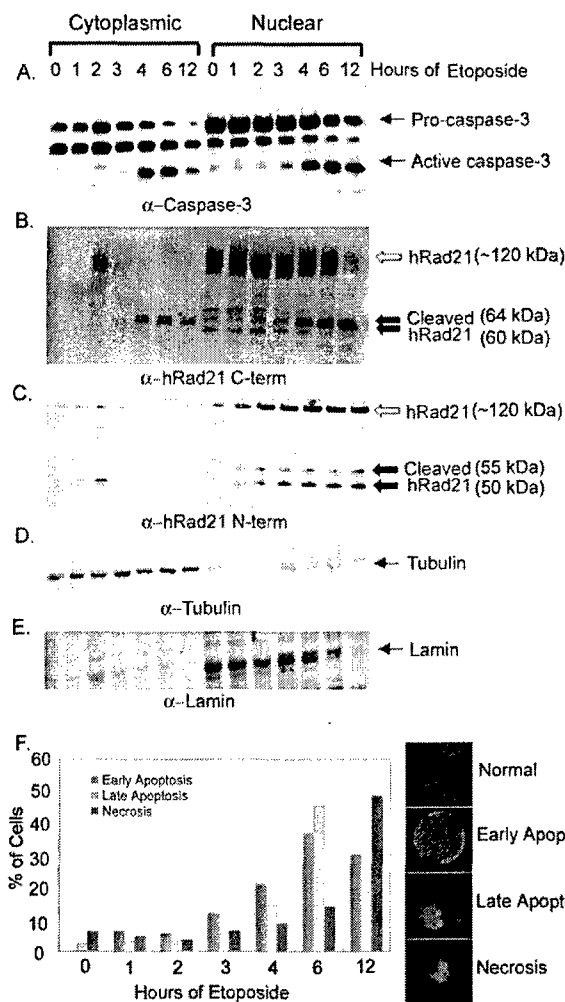 Cytoplasmic Nuclear
A. 0 1 2 3 4 6 12 0 1 2 3 4 6 12 Hours of Etoposide
Pro-caspase-3
Active caspase-3
α-Caspase-3
B.
hRad21 (~120 kDa)
Cleaved (64 kDa)
hRad21 (60 kDa)
α-hRad21 C-term
C.
hRad21 (~120 kDa)
Cleaved (55 kDa)
hRad21 (50 kDa)
α-hRad21 N-term
D.
Tubulin
α-Tubulin
E.
Lamin
α-Lamin
F.
60
50
40
30
20
10
0
% of Cells
Early Apoptosis
Late Apoptosis
Necrosis
0 1 2 3 4 6 12
Hours of Etoposide
Normal
Early Apop
Late Apopt
Necrosis